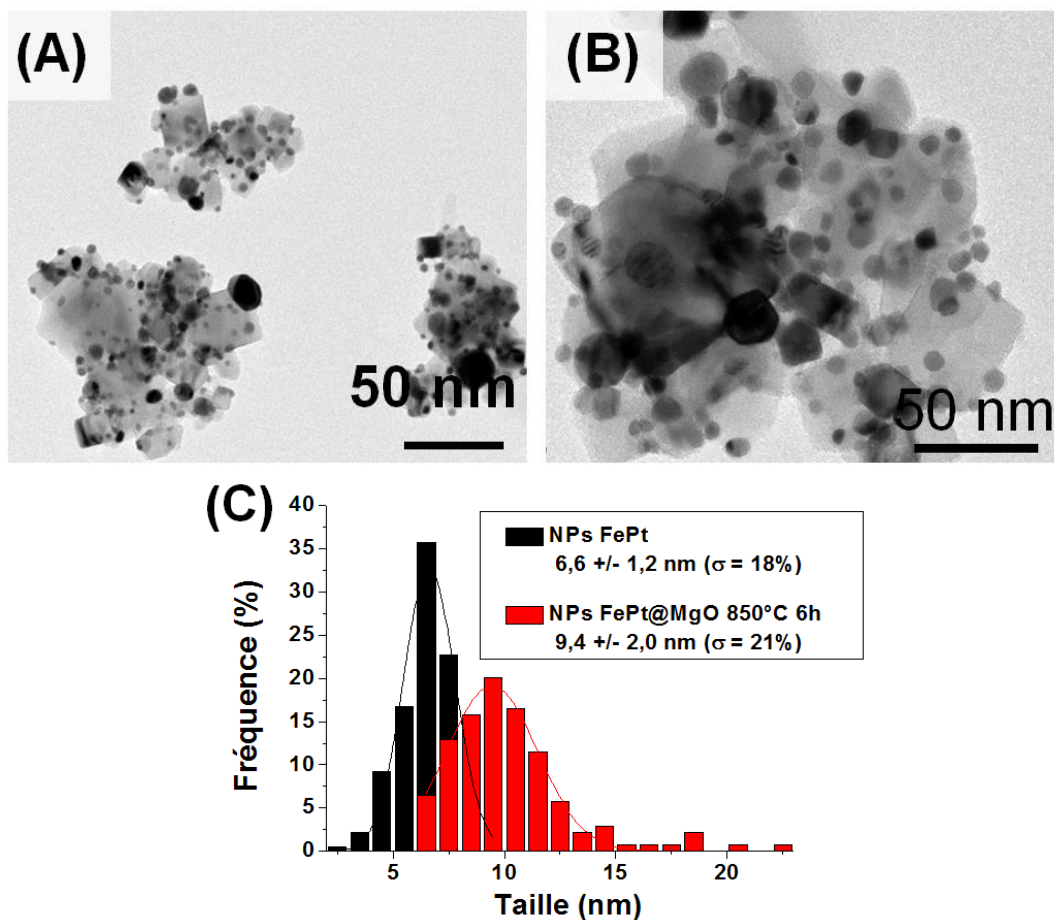 (A)
(B)
50 nm
50 nm
(C)
40
35
30
25
20
15
10
5
0
Fréquence (%)
NPs FePt
6,6 +/- 1,2 nm (σ = 18%)
NPs FePt@MgO 850°C 6h
9,4 +/- 2,0 nm (σ = 21%)
5 10 15 20
Taille (nm)